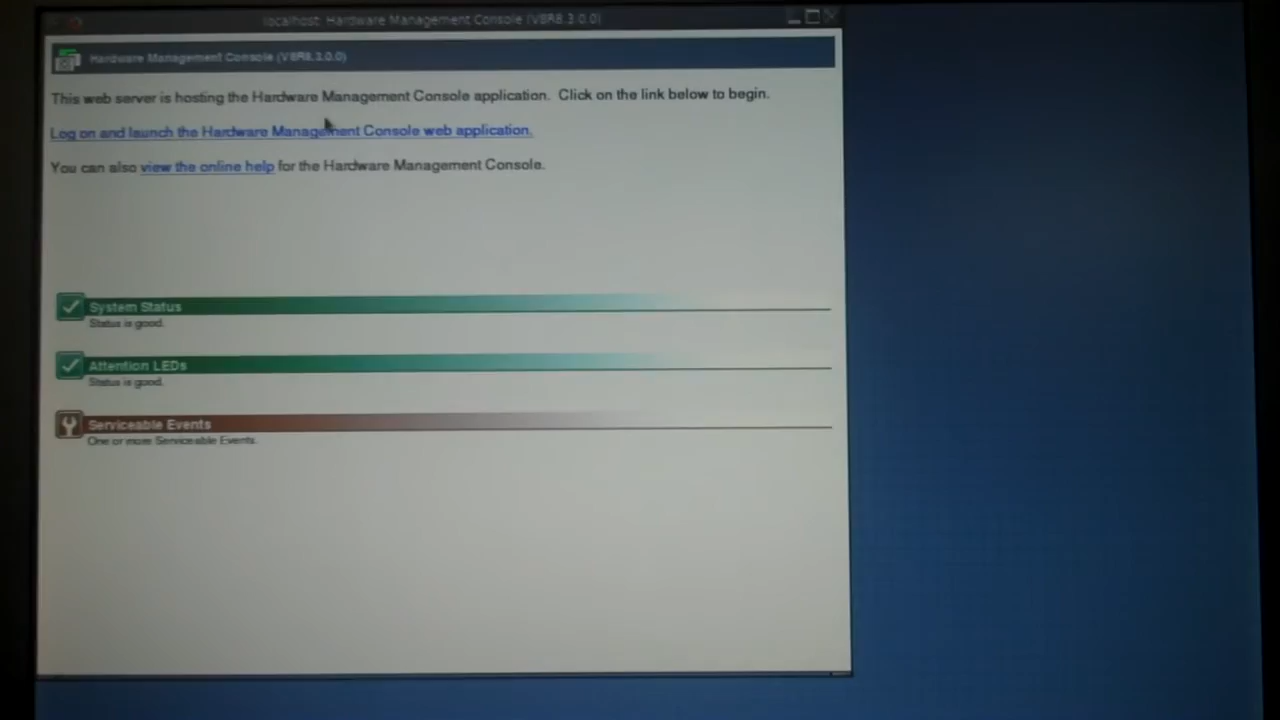 localhost: Hardware Management Console (V8R8.3.0.0)
Hardware Management Console (V8R8.3.0.0)
This web server is hosting the Hardware Management Console application. Click on the link below to begin.
Log on and launch the Hardware Management Console web application.
You can also view the online help for the Hardware Management Console.
System Status
Status is good.
Attention LEDs
Status is good.
Serviceable Events
One or more Serviceable Events.